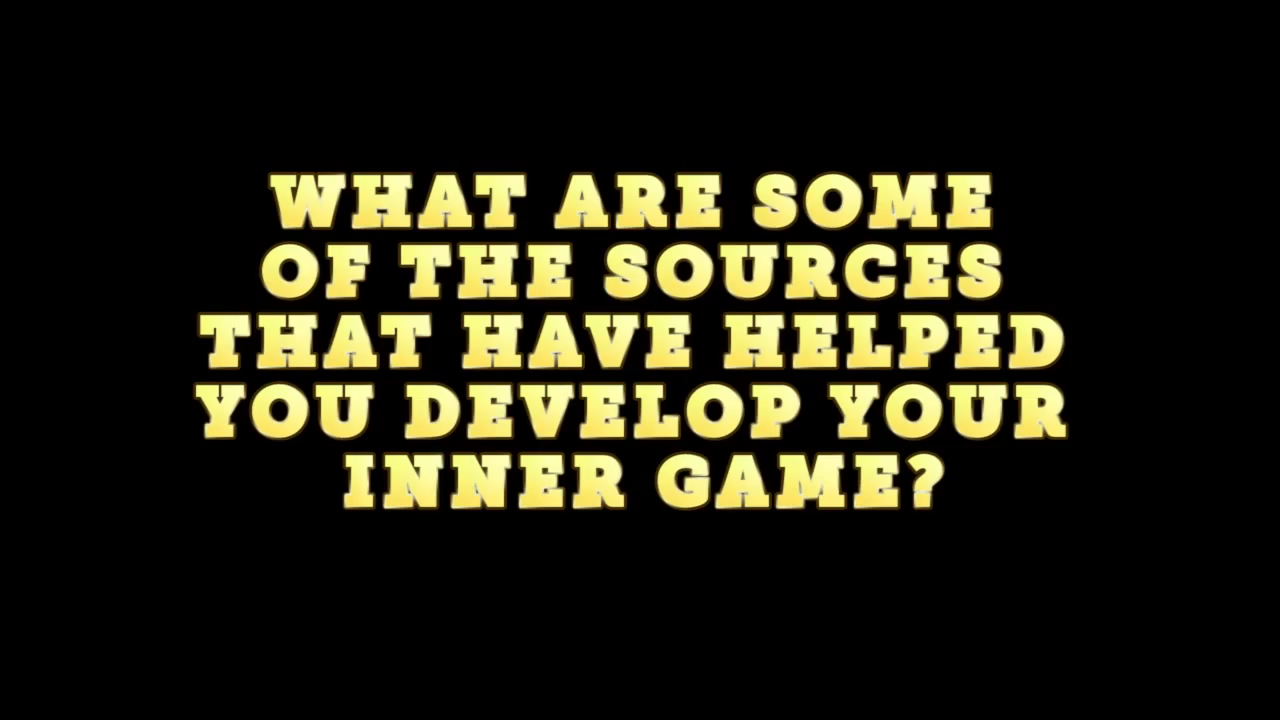 WHAT ARE SOME
OF THE SOURCES
THAT HAVE HELPED
YOU DEVELOP YOUR
INNER GAME?